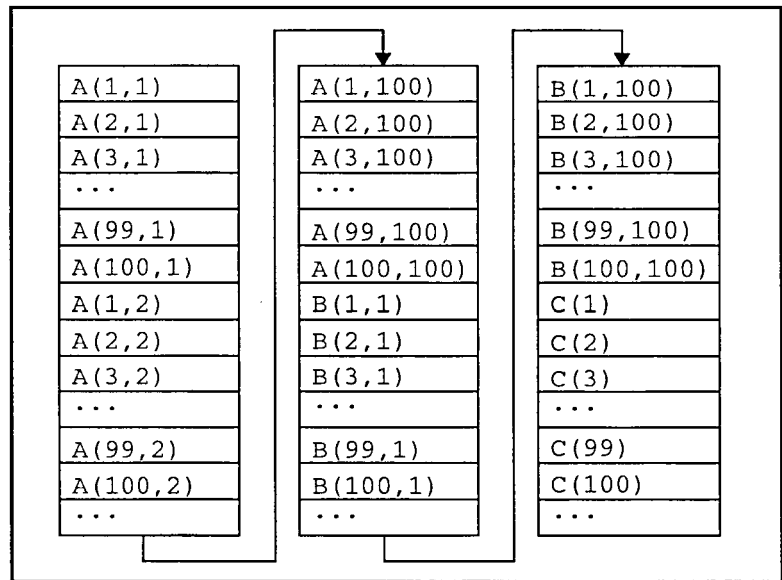 A(1,1)
A(2,1)
A(3,1)
...
A(99,1)
A(100,1)
A(1,2)
A(2,2)
A(3,2)
...
A(99,2)
A(100,2)
...
A(1,100)
A(2,100)
A(3,100)
...
A(99,100)
A(100,100)
B(1,1)
B(2,1)
B(3,1)
...
B(99,1)
B(100,1)
...
B(1,100)
B(2,100)
B(3,100)
...
B(99,100)
B(100,100)
C(1)
C(2)
C(3)
...
C(99)
C(100)
...